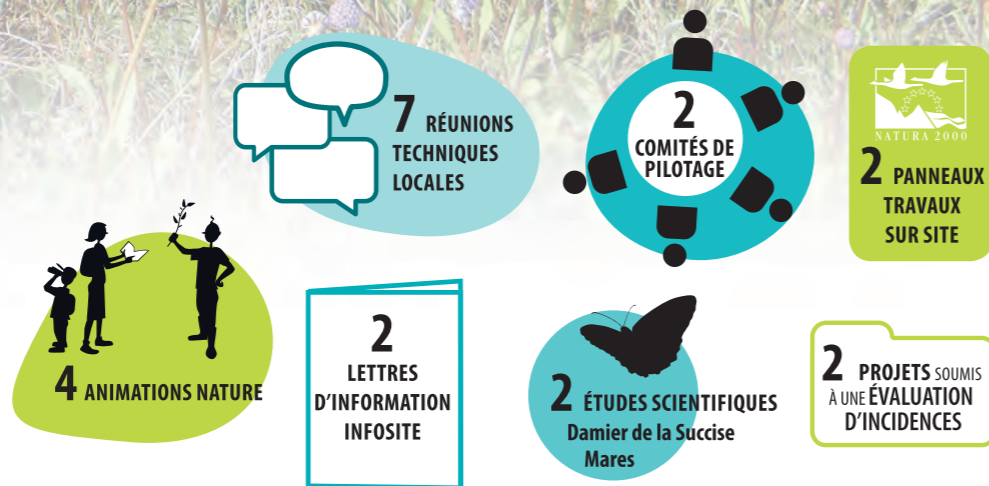 7 RÉUNIONS
TECHNIQUES
LOCALES
2
COMITÉS DE
PILOTAGE
NATURA 2000
2 PANNEAUX
TRAVAUX
SUR SITE
4 ANIMATIONS NATURE
2
LETTRES
D'INFORMATION
INFOSITE
2 ÉTUDES SCIENTIFIQUES
Damier de la Succise
Mares
2 PROJETS SOUMIS
À UNE ÉVALUATION
D'INCIDENCES